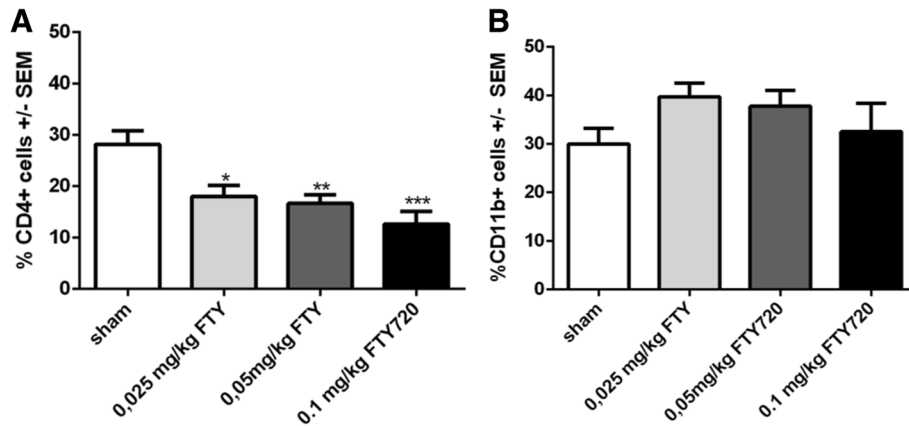 A
% CD4+ cells +/- SEM
50
40
30
20
10
0
*
**
***
sham
0,025 mg/kg FTY
0,05mg/kg FTY
0.1 mg/kg FTY720
B
%CD11b+ cells +/- SEM
50
40
30
20
10
0
sham
0,025 mg/kg FTY
0,05mg/kg FTY720
0.1 mg/kg FTY720